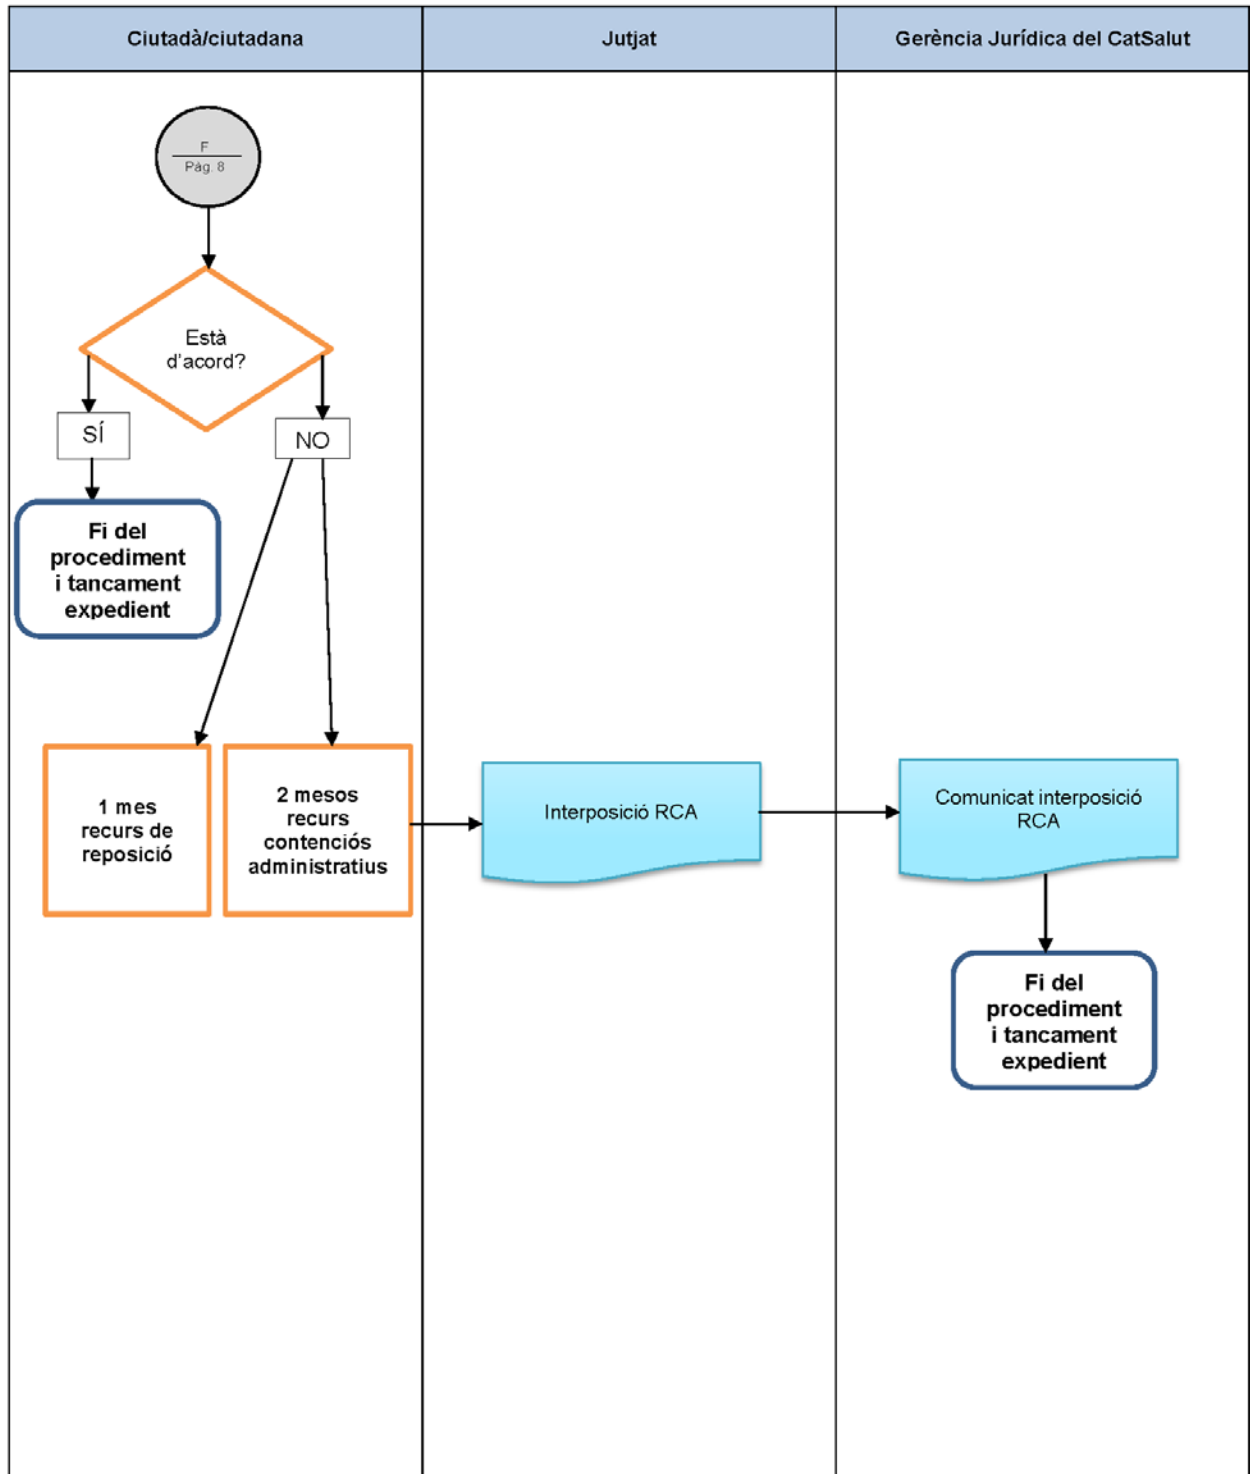 Ciutadà/ciutadana
Jutjat
Gerència Jurídica del CatSalut
F
Pàg. 8
Està
d'acord?
SÍ
NO
Fi del
procediment
i tancament
expedient
1 mes
recurs de
reposició
2 mesos
recurs
contenciós
administratius
Interposició RCA
Comunicat interposició
RCA
Fi del
procediment
i tancament
expedient